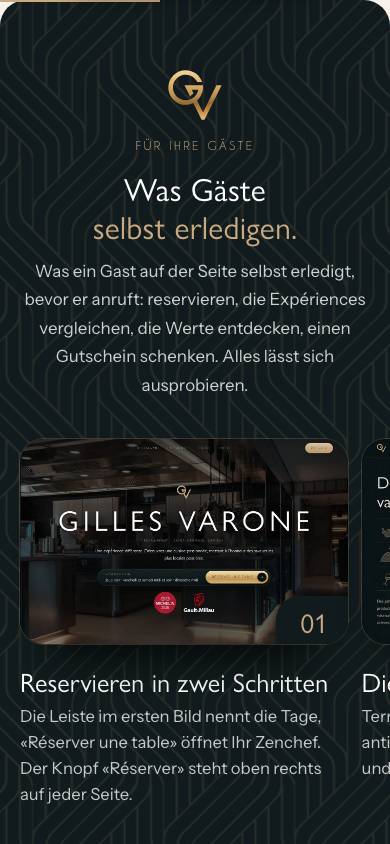 GV
FÜR IHRE GÄSTE
Was Gäste
selbst erledigen.
Was ein Gast auf der Seite selbst erledigt,
bevor er anruft: reservieren, die Expériences
vergleichen, die Werte entdecken, einen
Gutschein schenken. Alles lässt sich
ausprobieren.
GILLES VARONE
MICHELIN
Gault&Millau
01
Reservieren in zwei Schritten
Die Leiste im ersten Bild nennt die Tage,
«Réserver une table» öffnet Ihr Zenchef.
Der Knopf «Réserver» steht oben rechts
auf jeder Seite.